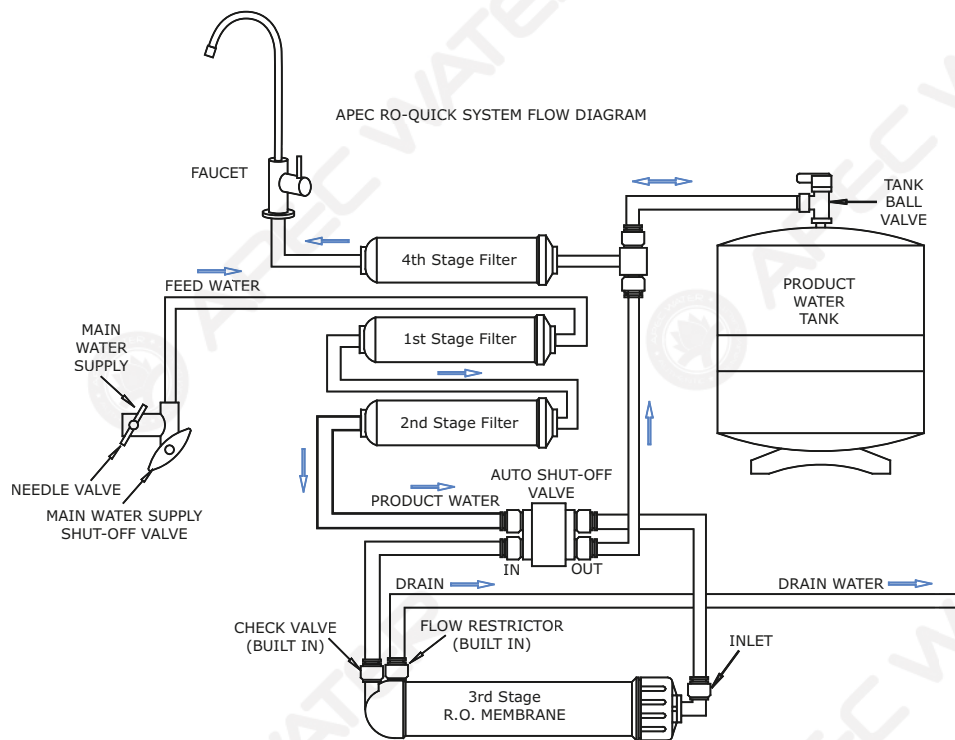 APEC RO-QUICK SYSTEM FLOW DIAGRAM
FAUCET
TANK
BALL
VALVE
4th Stage Filter
FEED WATER
PRODUCT
WATER
TANK
MAIN
WATER
SUPPLY
1st Stage Filter
2nd Stage Filter
NEEDLE VALVE
MAIN WATER SUPPLY
SHUT-OFF VALVE
AUTO SHUT-OFF
VALVE
PRODUCT WATER
IN
OUT
DRAIN
DRAIN WATER
CHECK VALVE
(BUILT IN)
FLOW RESTRICTOR
(BUILT IN)
INLET
3rd Stage
R.O. MEMBRANE
APEC WATER